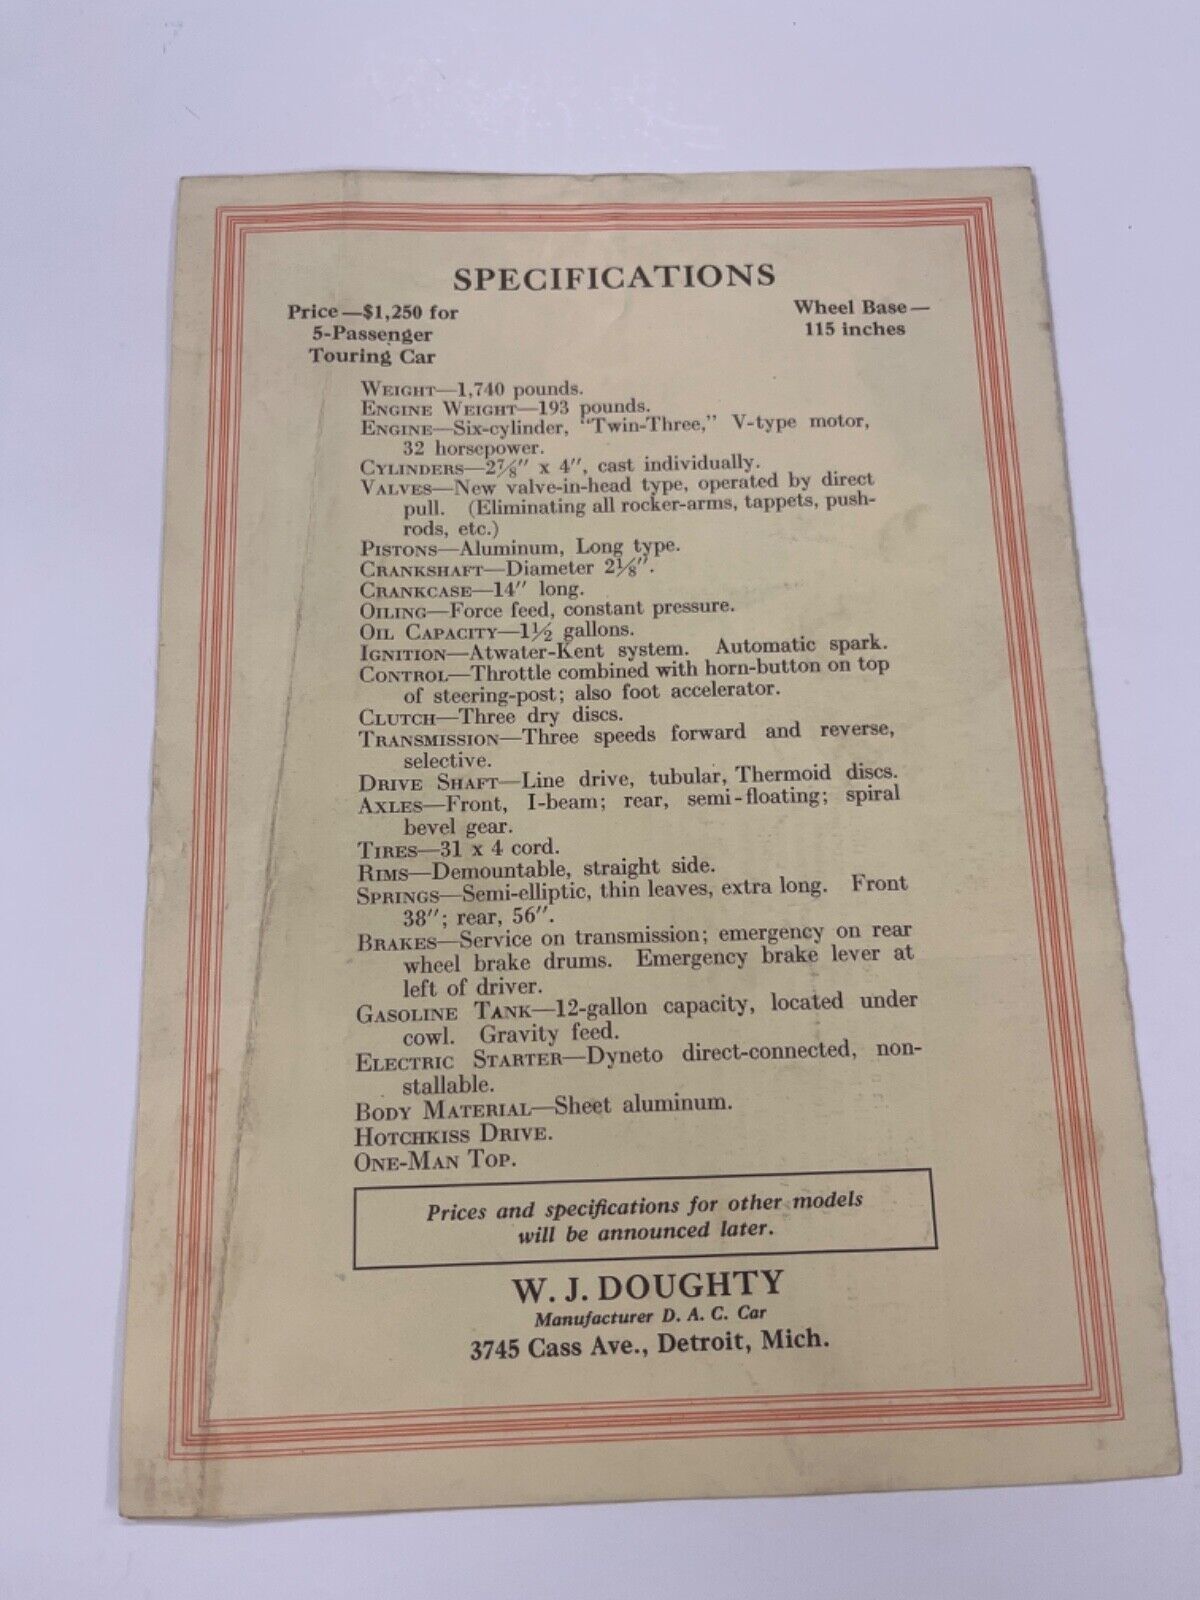 SPECIFICATIONS
Price—$1,250 for
5-Passenger
Touring Car
Wheel Base—
115 inches
WEIGHT—1,740 pounds.
ENGINE WEIGHT—193 pounds.
ENGINE—Six-cylinder, "Twin-Three," V-type motor,
32 horsepower.
CYLINDERS—2⅞" x 4", cast individually.
VALVES—New valve-in-head type, operated by direct
pull. (Eliminating all rocker-arms, tappets, push-
rods, etc.)
PISTONS—Aluminum, Long type.
CRANKSHAFT—Diameter 2⅛".
CRANKCASE—14" long.
OILING—Force feed, constant pressure.
OIL CAPACITY—1½ gallons.
IGNITION—Atwater-Kent system. Automatic spark.
CONTROL—Throttle combined with horn-button on top
of steering-post; also foot accelerator.
CLUTCH—Three dry discs.
TRANSMISSION—Three speeds forward and reverse,
selective.
DRIVE SHAFT—Line drive, tubular, Thermoid discs.
AXLES—Front, I-beam; rear, semi-floating; spiral
bevel gear.
TIRES—31 x 4 cord.
RIMS—Demountable, straight side.
SPRINGS—Semi-elliptic, thin leaves, extra long. Front
38"; rear, 56".
BRAKES—Service on transmission; emergency on rear
wheel brake drums. Emergency brake lever at
left of driver.
GASOLINE TANK—12-gallon capacity, located under
cowl. Gravity feed.
ELECTRIC STARTER—Dyneto direct-connected, non-
stallable.
BODY MATERIAL—Sheet aluminum.
HOTCHKISS DRIVE.
ONE-MAN TOP.
Prices and specifications for other models
will be announced later.
W. J. DOUGHTY
Manufacturer D. A. C. Car
3745 Cass Ave., Detroit, Mich.